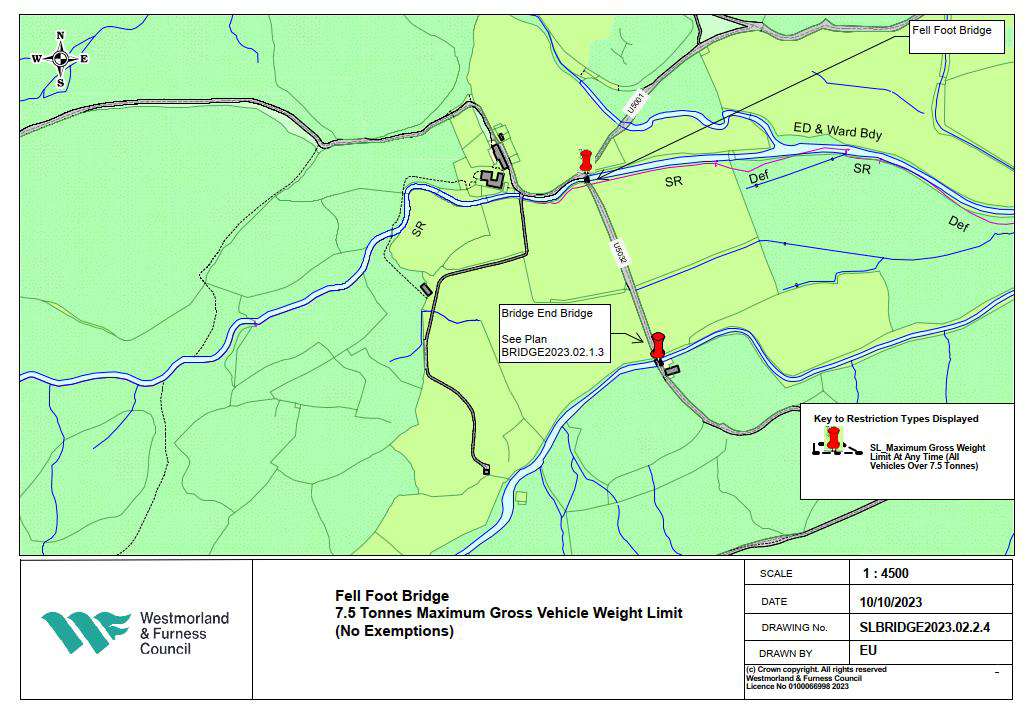 N
W E
S
Fell Foot Bridge
U5001
ED & Ward Bdy
SR
Def
SR
Def
SR
U5032
Bridge End Bridge
See Plan
BRIDGE2023.02.1.3
Key to Restriction Types Displayed
SL_Maximum Gross Weight
Limit At Any Time (All
Vehicles Over 7.5 Tonnes)
Westmorland
& Furness
Council
Fell Foot Bridge
7.5 Tonnes Maximum Gross Vehicle Weight Limit
(No Exemptions)
SCALE 1 : 4500
DATE 10/10/2023
DRAWING No. SLBRIDGE2023.02.2.4
DRAWN BY EU
(c) Crown copyright. All rights reserved
Westmorland & Furness Council
Licence No 0100066998 2023